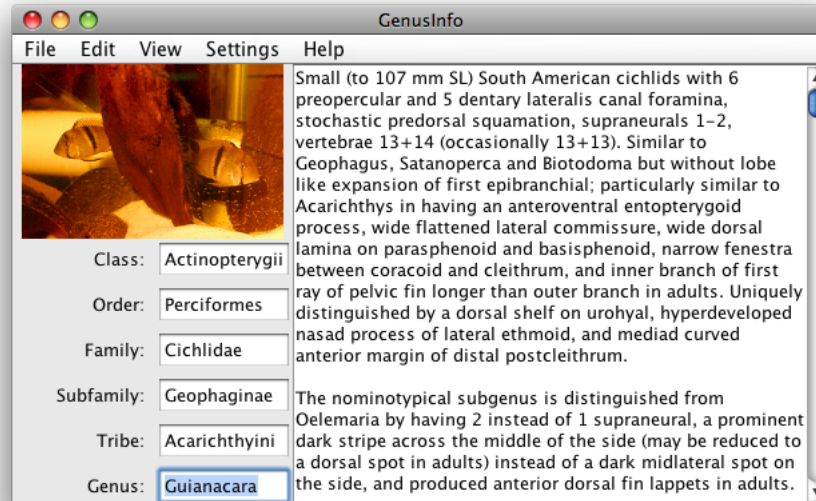 GenusInfo
File Edit View Settings Help
Small (to 107 mm SL) South American cichlids with 6
preopercular and 5 dentary lateralis canal foramina,
stochastic predorsal squamation, supraneurals 1-2,
vertebrae 13+14 (occasionally 13+13). Similar to
Geophagus, Satanoperca and Biotodoma but without lobe
like expansion of first epibranchial; particularly similar to
Acarichthys in having an anteroventral entopterygoid
process, wide flattened lateral commissure, wide dorsal
lamina on parasphenoid and basisphenoid, narrow fenestra
between coracoid and cleithrum, and inner branch of first
ray of pelvic fin longer than outer branch in adults. Uniquely
distinguished by a dorsal shelf on urohyal, hyperdeveloped
nasad process of lateral ethmoid, and mediad curved
anterior margin of distal postcleithrum.
The nominotypical subgenus is distinguished from
Oelemaria by having 2 instead of 1 supraneural, a prominent
dark stripe across the middle of the side (may be reduced to
a dorsal spot in adults) instead of a dark midlateral spot on
the side, and produced anterior dorsal fin lappets in adults.
Class: Actinopterygii
Order: Perciformes
Family: Cichlidae
Subfamily: Geophaginae
Tribe: Acarichthyini
Genus: Guianacara